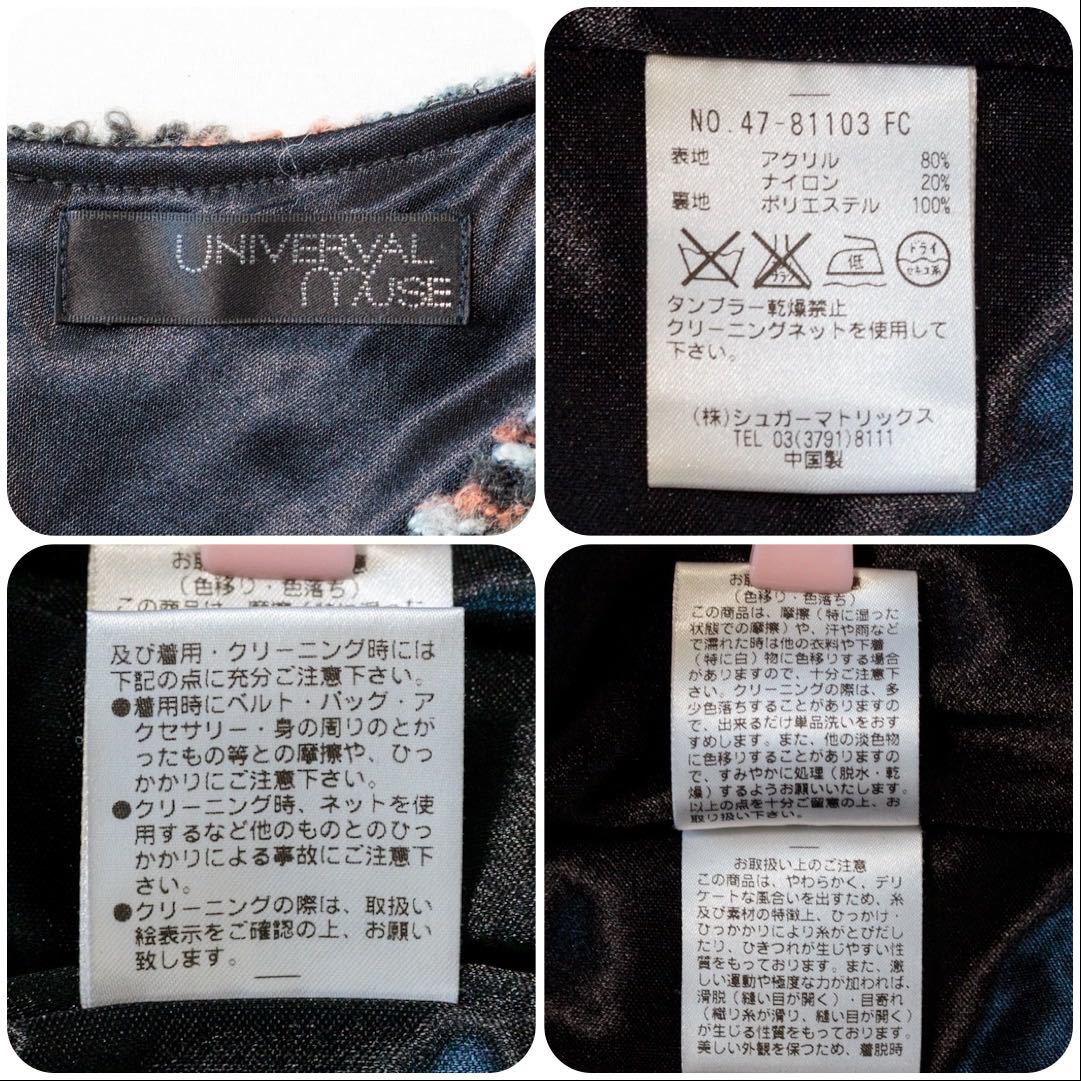 UNIVERVAL
MUSE
NO.47-81103 FC
表地 アクリル 80%
ナイロン 20%
裏地 ポリエステル 100%
低
ドライ
セキユ系
タンブラー乾燥禁止
クリーニングネットを使用して
下さい。
(株)シュガーマトリックス
TEL 03(3791)8111
中国製
(色移り・色落ち)
この商品は、摩擦(特に湿った
及び着用・クリーニング時には
下記の点に充分ご注意下さい。
●着用時にベルト・バッグ・ア
クセサリー・身の周りのとが
ったもの等との摩擦や、ひっ
かかりにご注意下さい。
●クリーニング時、ネットを使
用するなど他のものとのひっ
かかりによる事故にご注意下
さい。
●クリーニングの際は、取扱い
絵表示をご確認の上、お願い
致します。
(色移り・色落ち)
この商品は、摩擦(特に湿った
状態での摩擦)や、汗や雨など
で濡れた時は他の衣料や下着
(特に白)物に色移りする場合
がありますので、十分ご注意下
さい。クリーニングの際は、多
少色落ちすることがありますの
で、出来るだけ単品洗いをおす
すめします。また、他の淡色物
に色移りすることがありますの
で、すみやかに処理(脱水・乾
燥)するようお願いいたします。
以上の点を十分ご留意の上、お
取り扱い下さい。
お取扱い上のご注意
この商品は、やわらかく、デリ
ケートな風合いを出すため、糸
及び素材の特徴上、ひっかけ・
ひっかかりにより糸がとびだし
たり、ひきつれが生じやすい性
質をもっております。また、激
しい運動や極度な力が加われば、
滑脱(縫い目が開く)・目寄れ
(織り糸が滑り、縫い目が開く)
が生じる性質をもっております。
美しい外観を保つため、着脱時